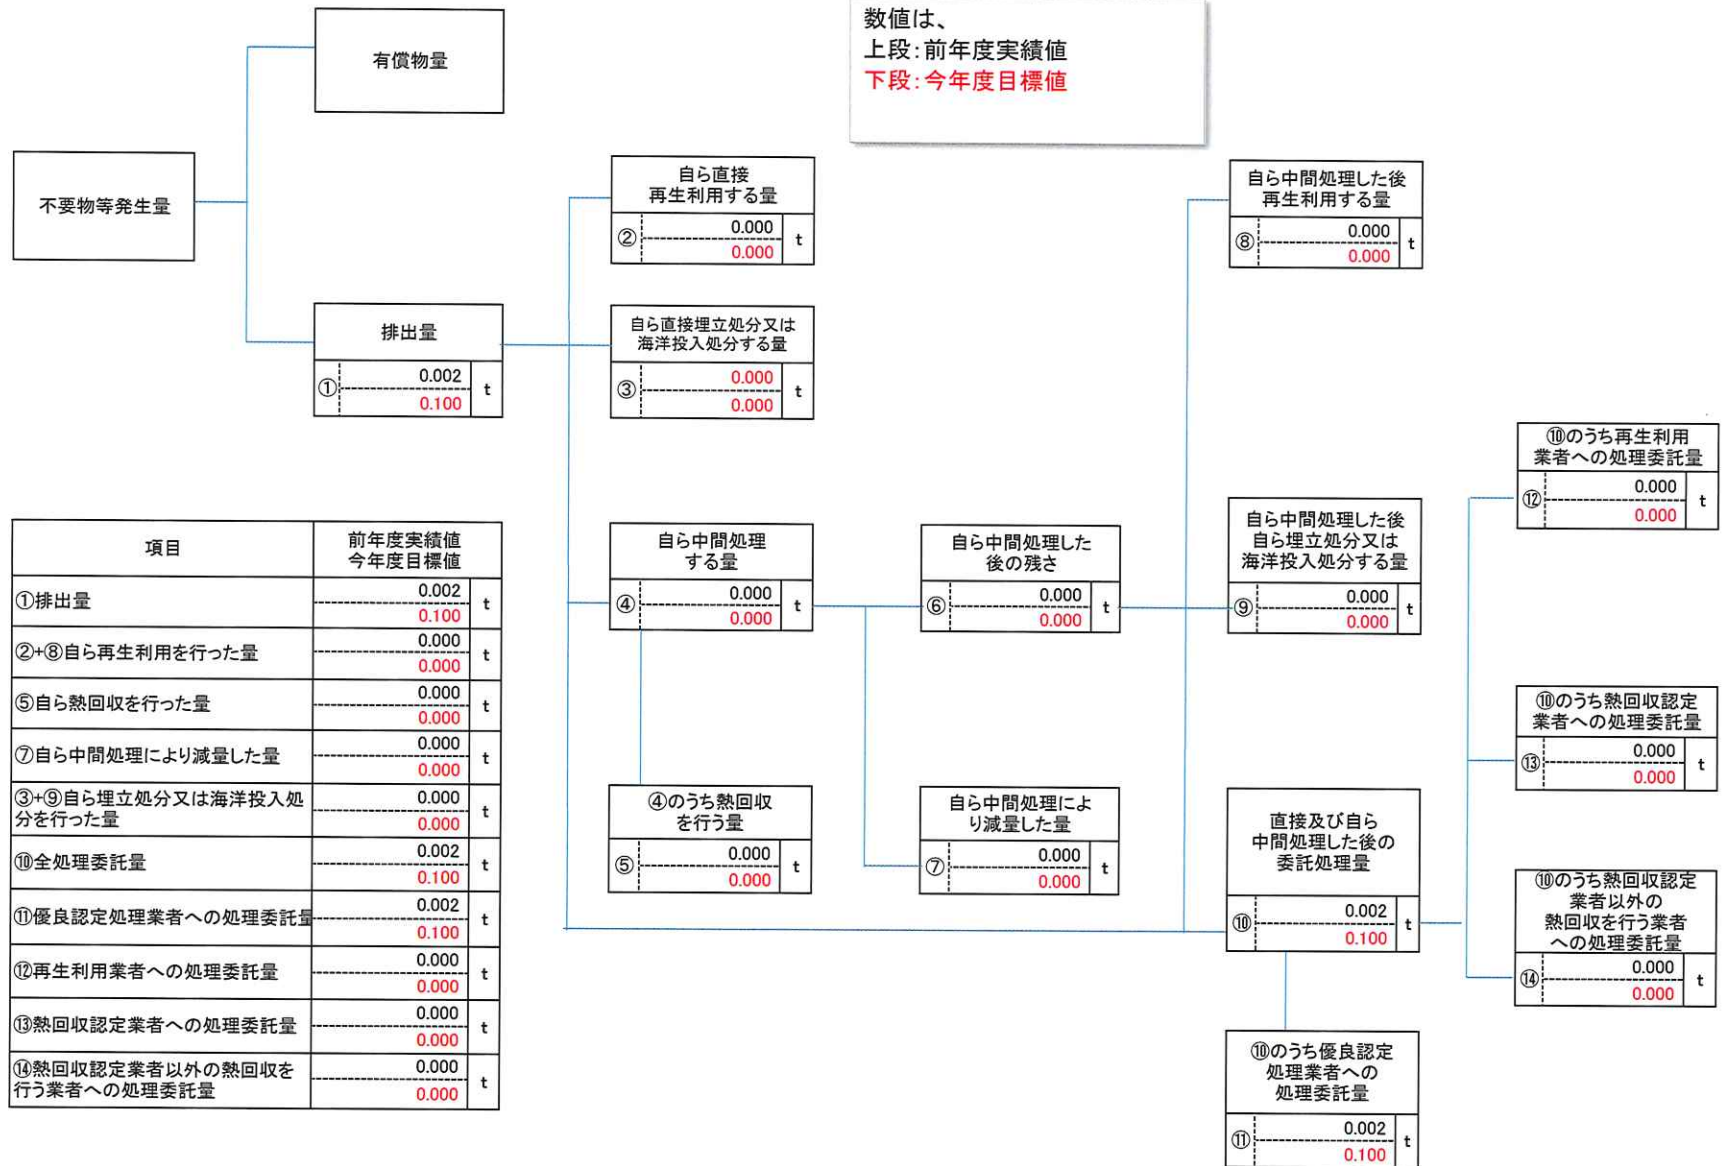 数値は、
上段：前年度実績値
下段：今年度目標値
有償物量
不要物等発生量
排出量
① 0.002 t
0.100
自ら直接
再生利用する量
② 0.000 t
0.000
自ら直接埋立処分又は
海洋投入処分する量
③ 0.000 t
0.000
自ら中間処理
する量
④ 0.000 t
0.000
④のうち熱回収
を行う量
⑤ 0.000 t
0.000
自ら中間処理した
後の残さ
⑥ 0.000 t
0.000
自ら中間処理によ
り減量した量
⑦ 0.000 t
0.000
自ら中間処理した後
再生利用する量
⑧ 0.000 t
0.000
自ら中間処理した後
自ら埋立処分又は
海洋投入処分する量
⑨ 0.000 t
0.000
直接及び自ら
中間処理した後の
委託処理量
⑩ 0.002 t
0.100
⑩のうち優良認定
処理業者への
処理委託量
⑪ 0.002 t
0.100
⑩のうち再生利用
業者への処理委託量
⑫ 0.000 t
0.000
⑩のうち熱回収認定
業者への処理委託量
⑬ 0.000 t
0.000
⑩のうち熱回収認定
業者以外の
熱回収を行う業者
への処理委託量
⑭ 0.000 t
0.000
項目 前年度実績値
今年度目標値
①排出量 0.002 t
0.100
②+⑧自ら再生利用を行った量 0.000 t
0.000
⑤自ら熱回収を行った量 0.000 t
0.000
⑦自ら中間処理により減量した量 0.000 t
0.000
③+⑨自ら埋立処分又は海洋投入処
分を行った量 0.000 t
0.000
⑩全処理委託量 0.002 t
0.100
⑪優良認定処理業者への処理委託量 0.002 t
0.100
⑫再生利用業者への処理委託量 0.000 t
0.000
⑬熱回収認定業者への処理委託量 0.000 t
0.000
⑭熱回収認定業者以外の熱回収を
行う業者への処理委託量 0.000 t
0.000